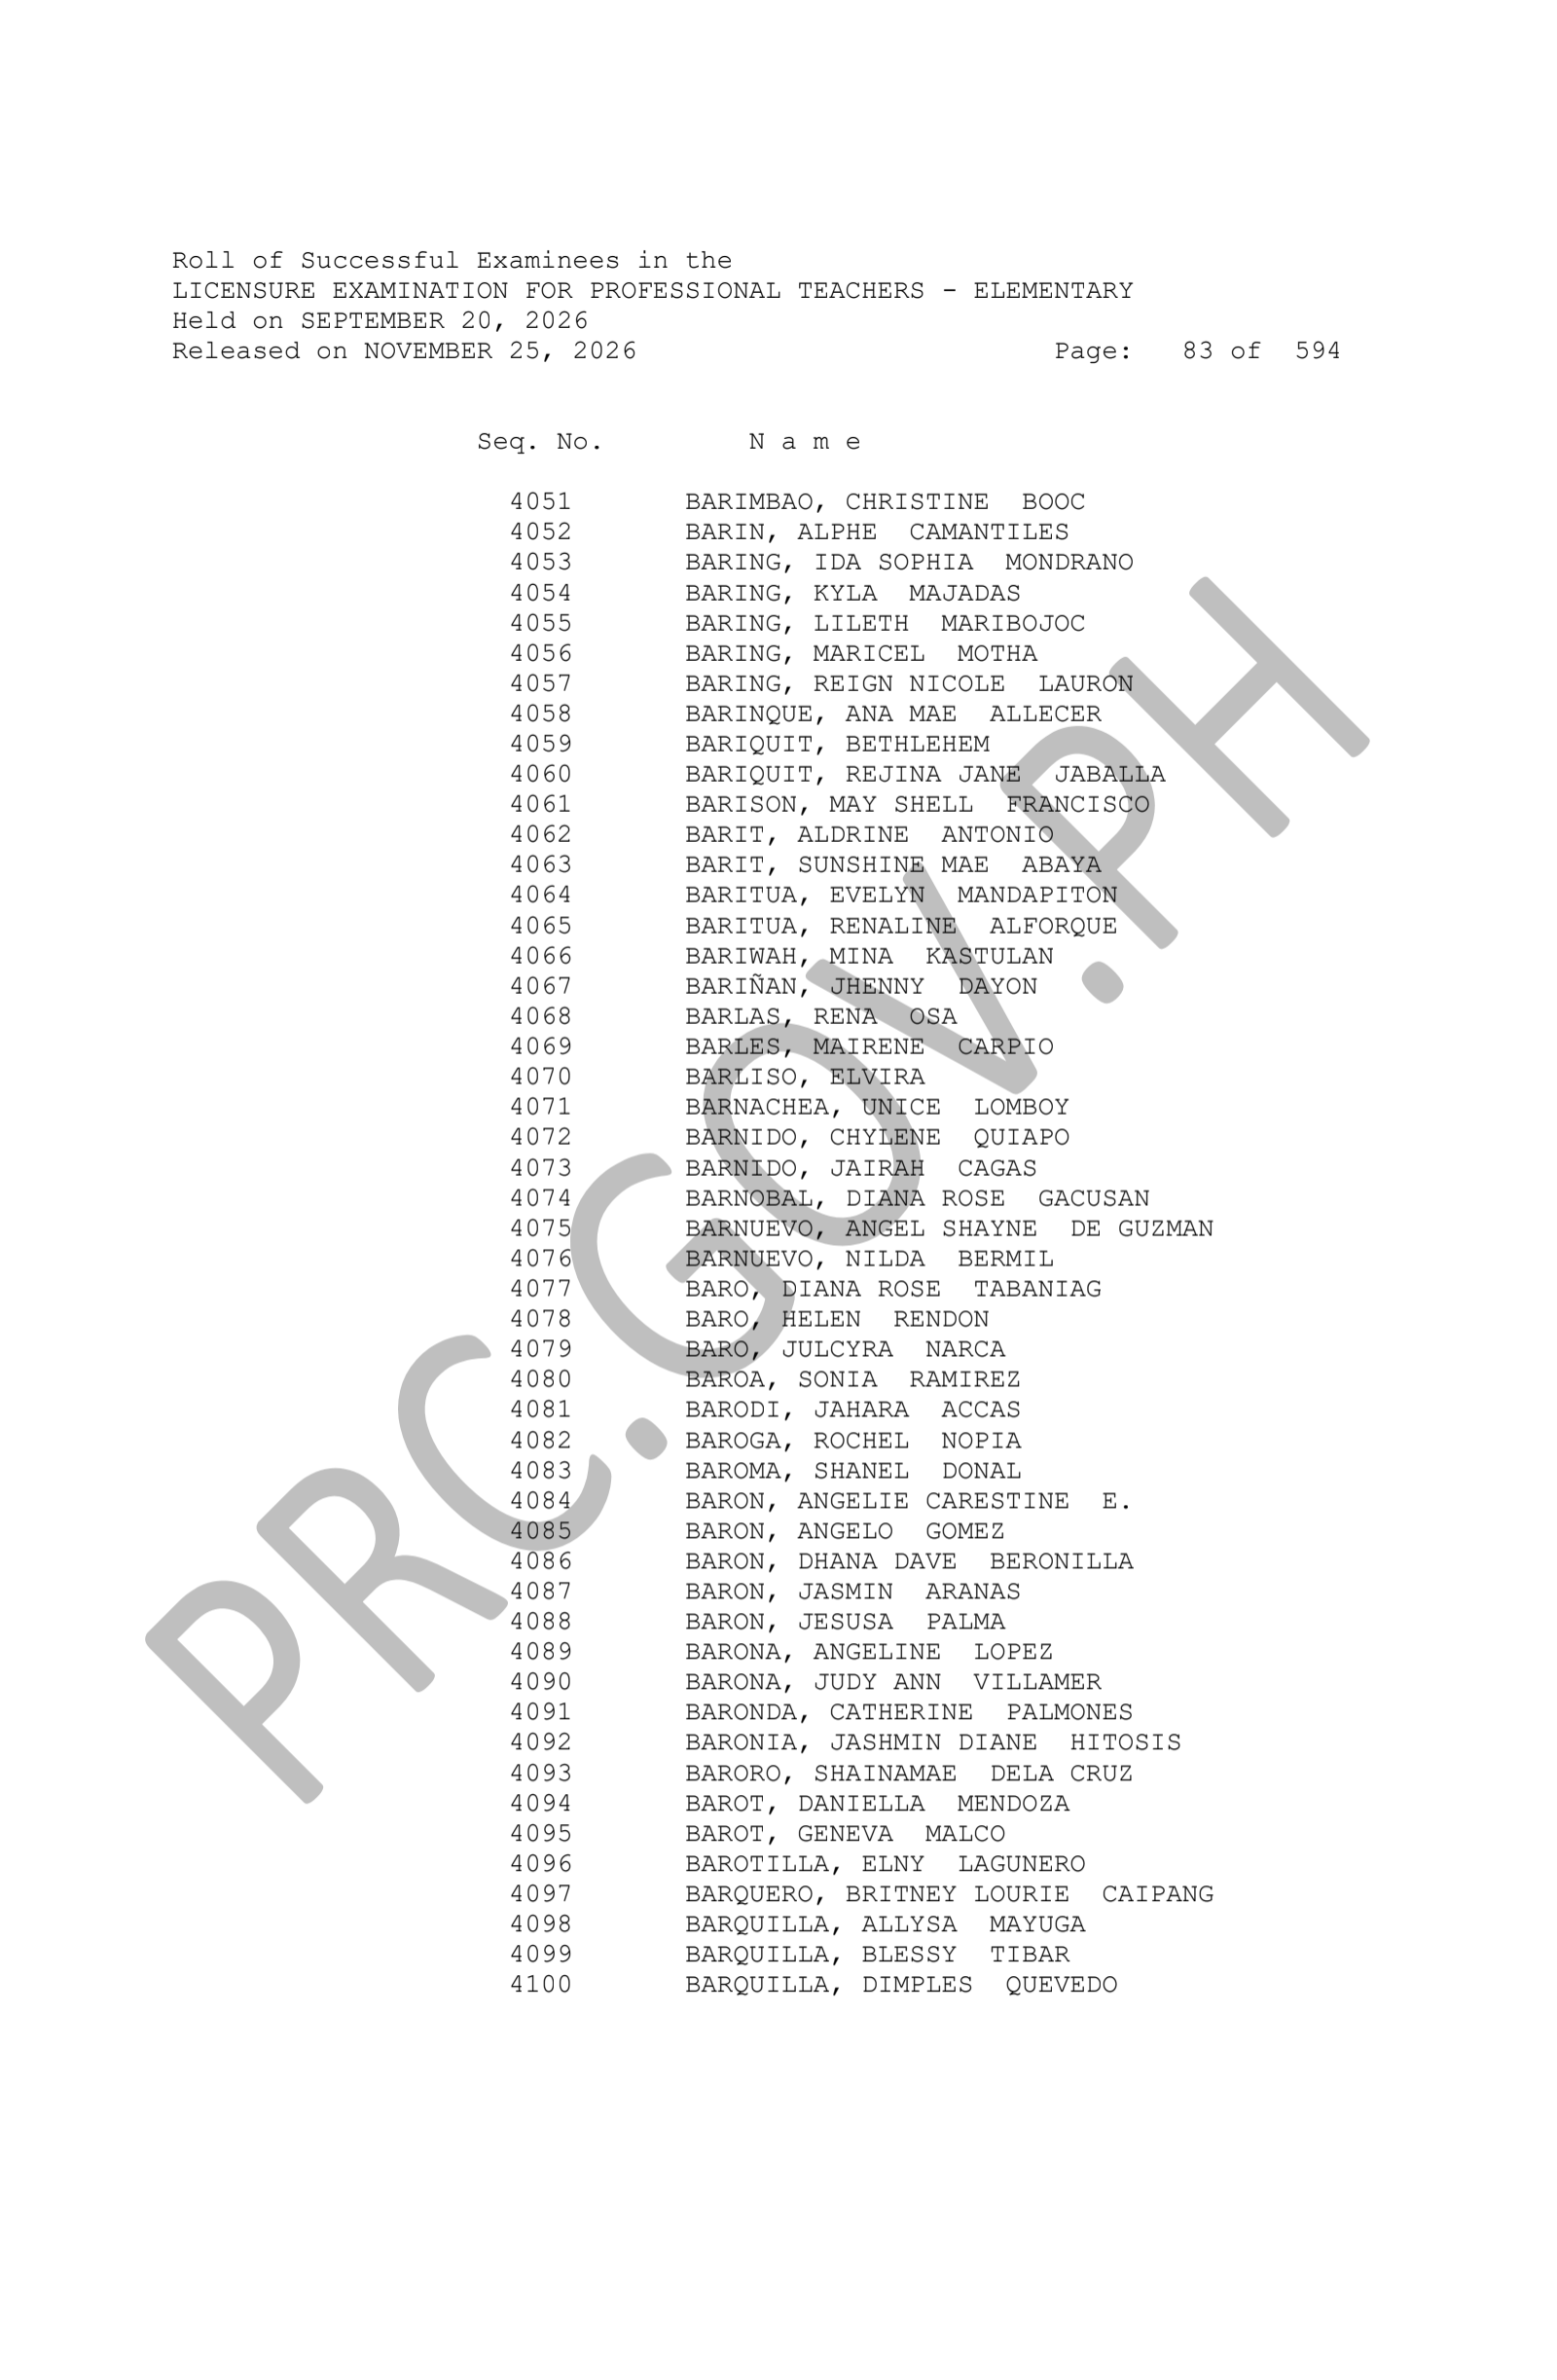 Roll of Successful Examinees in the
LICENSURE EXAMINATION FOR PROFESSIONAL TEACHERS - ELEMENTARY
Held on SEPTEMBER 20, 2026
Released on NOVEMBER 25, 2026 Page: 83 of 594
Seq. No. N a m e
4051 BARIMBAO, CHRISTINE BOOC
4052 BARIN, ALPHE CAMANTILES
4053 BARING, IDA SOPHIA MONDRANO
4054 BARING, KYLA MAJADAS
4055 BARING, LILETH MARIBOJOC
4056 BARING, MARICEL MOTHA
4057 BARING, REIGN NICOLE LAURON
4058 BARINQUE, ANA MAE ALLECER
4059 BARIQUIT, BETHLEHEM
4060 BARIQUIT, REJINA JANE JABALLA
4061 BARISON, MAY SHELL FRANCISCO
4062 BARIT, ALDRINE ANTONIO
4063 BARIT, SUNSHINE MAE ABAYA
4064 BARITUA, EVELYN MANDAPITON
4065 BARITUA, RENALINE ALFORQUE
4066 BARIWAH, MINA KASTULAN
4067 BARIÑAN, JHENNY DAYON
4068 BARLAS, RENA OSA
4069 BARLES, MAIRENE CARPIO
4070 BARLISO, ELVIRA
4071 BARNACHEA, UNICE LOMBOY
4072 BARNIDO, CHYLENE QUIAPO
4073 BARNIDO, JAIRAH CAGAS
4074 BARNOBAL, DIANA ROSE GACUSAN
4075 BARNUEVO, ANGEL SHAYNE DE GUZMAN
4076 BARNUEVO, NILDA BERMIL
4077 BARO, DIANA ROSE TABANIAG
4078 BARO, HELEN RENDON
4079 BARO, JULCYRA NARCA
4080 BAROA, SONIA RAMIREZ
4081 BARODI, JAHARA ACCAS
4082 BAROGA, ROCHEL NOPIA
4083 BAROMA, SHANEL DONAL
4084 BARON, ANGELIE CARESTINE E.
4085 BARON, ANGELO GOMEZ
4086 BARON, DHANA DAVE BERONILLA
4087 BARON, JASMIN ARANAS
4088 BARON, JESUSA PALMA
4089 BARONA, ANGELINE LOPEZ
4090 BARONA, JUDY ANN VILLAMER
4091 BARONDA, CATHERINE PALMONES
4092 BARONIA, JASHMIN DIANE HITOSIS
4093 BARORO, SHAINAMAE DELA CRUZ
4094 BAROT, DANIELLA MENDOZA
4095 BAROT, GENEVA MALCO
4096 BAROTILLA, ELNY LAGUNERO
4097 BARQUERO, BRITNEY LOURIE CAIPANG
4098 BARQUILLA, ALLYSA MAYUGA
4099 BARQUILLA, BLESSY TIBAR
4100 BARQUILLA, DIMPLES QUEVEDO
PRC.GOV.PH